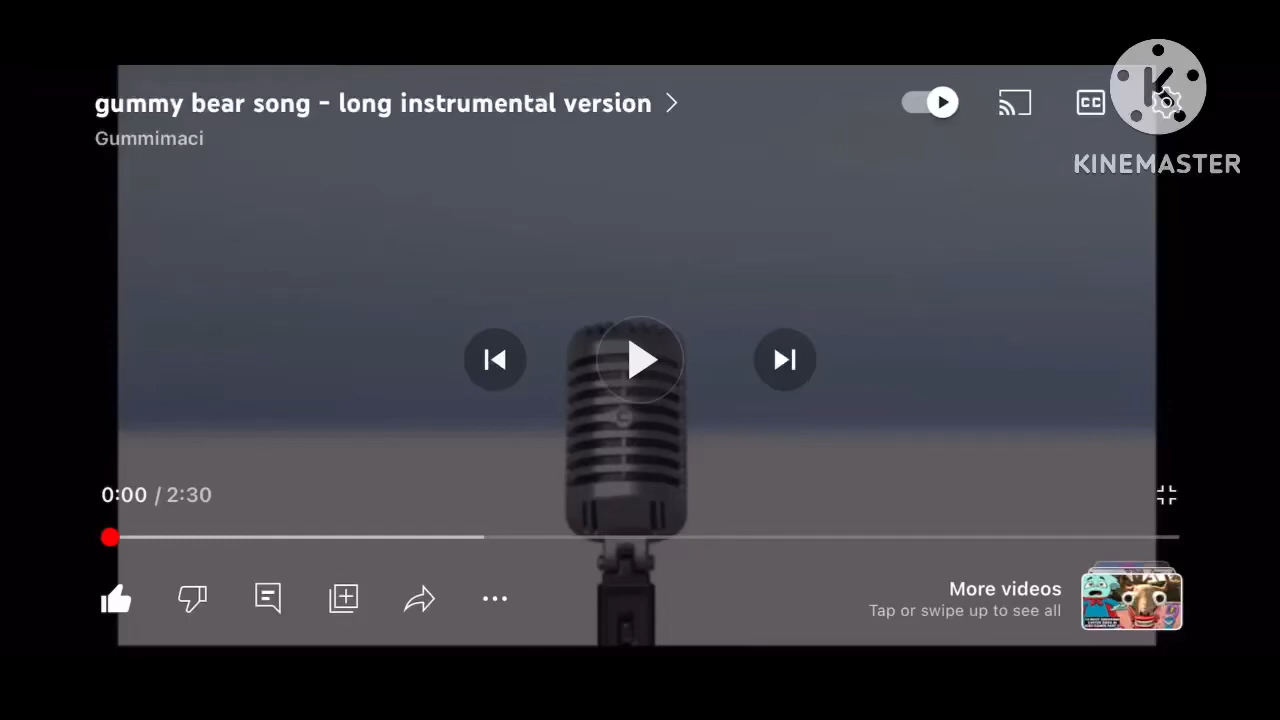 gummy bear song - long instrumental version
Gummimaci
CC
KINEMASTER
0:00 / 2:30
More videos
Tap or swipe up to see all